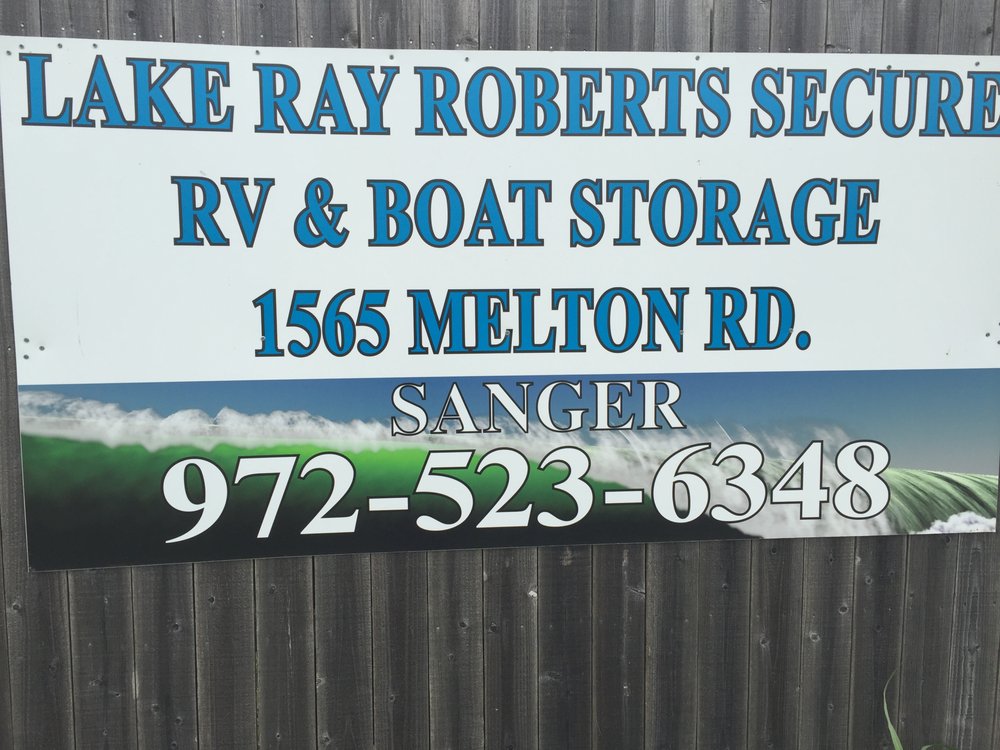 LAKE RAY ROBERTS SECURE
RV & BOAT STORAGE
1565 MELTON RD.
SANGER
972-523-6348